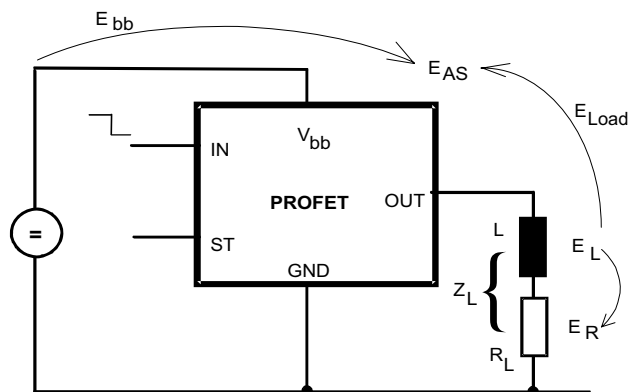 E bb
E AS
E Load
IN
V bb
PROFET
OUT
=
ST
GND
L
E L
Z L
{
E R
R L